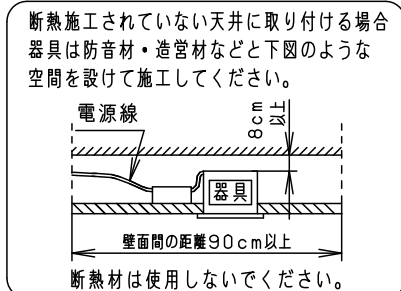 断熱施工されていない天井に取り付ける場合
器具は防音材・造営材などと下図のような
空間を設けて施工してください。
電源線
8cm
以上
器具
壁面間の距離90cm以上
断熱材は使用しないでください。